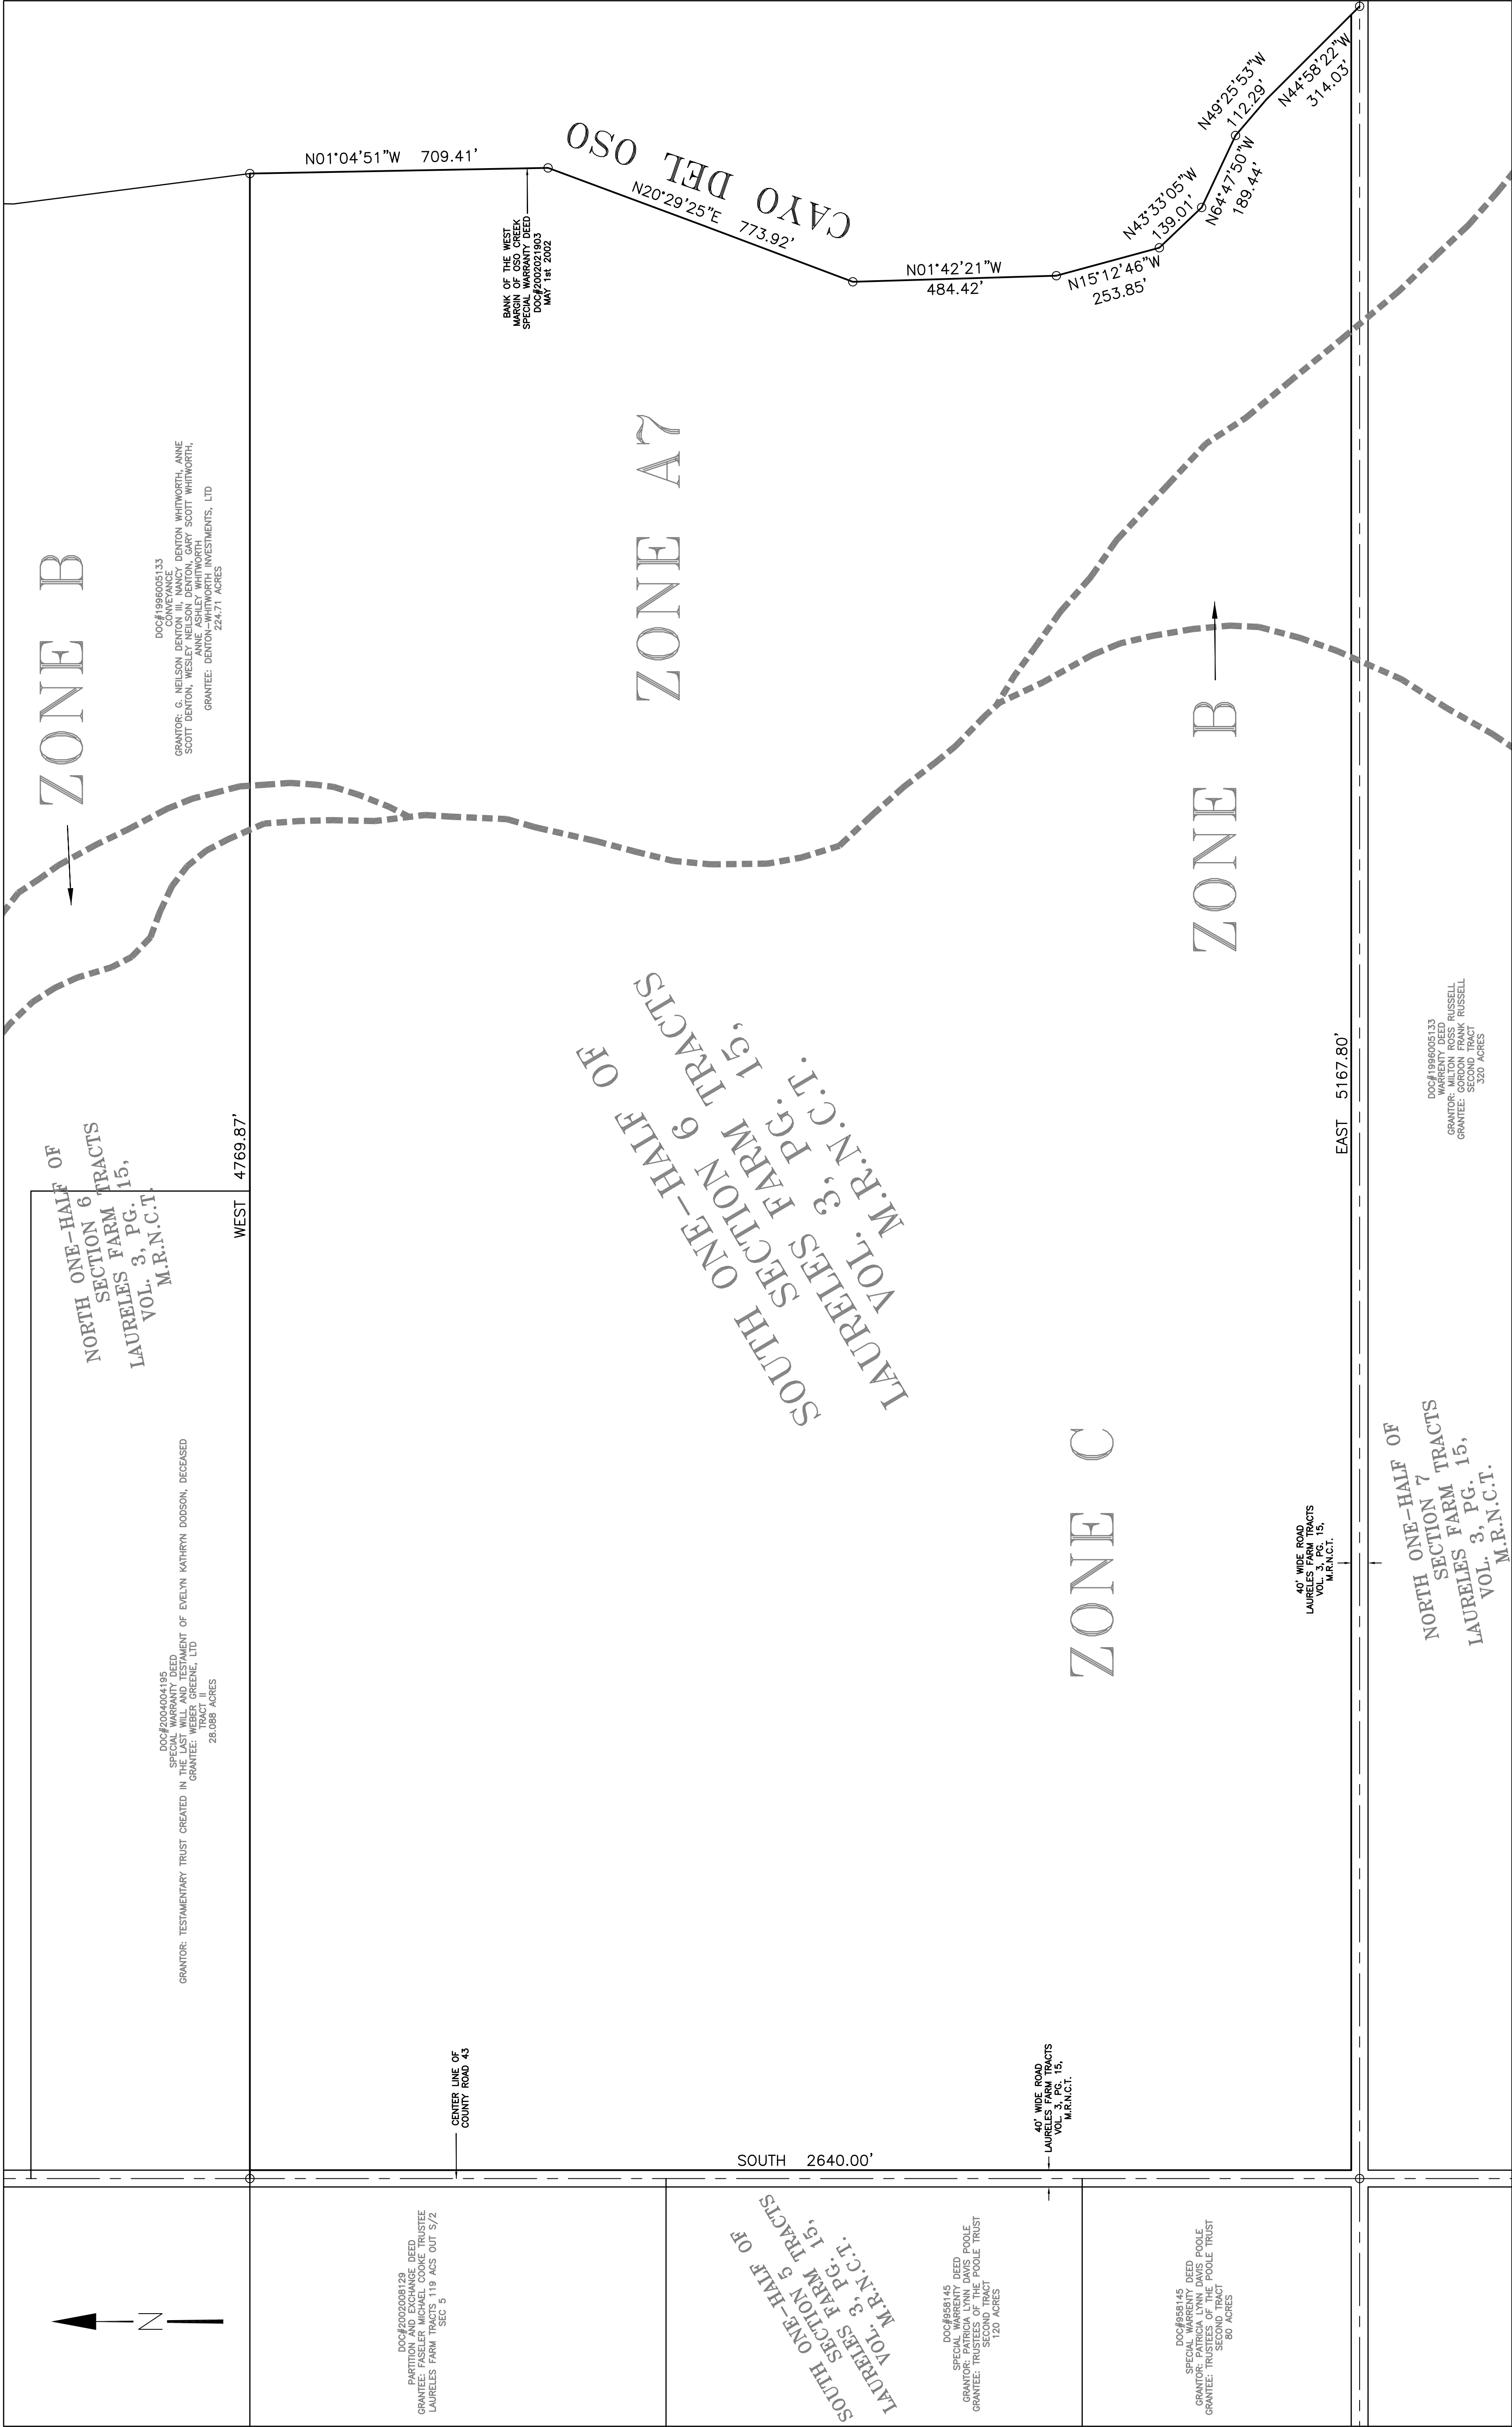 N
ZONE B
DOC#1996005133
CONVEYANCE
GRANTOR: G. NEILSON DENTON III, NANCY DENTON WHITWORTH, ANNE
SCOTT DENTON, WESLEY NEILSON DENTON, GARY SCOTT WHITWORTH,
ANNE ASHLEY WHITWORTH
GRANTEE: DENTON-WHITWORTH INVESTMENTS, LTD
224.71 ACRES
NORTH ONE-HALF OF
SECTION 6
LAURELES FARM TRACTS
VOL. 3, PG. 15,
M.R.N.C.T.
DOC#2004004195
SPECIAL WARRANTY DEED
GRANTOR: TESTAMENTARY TRUST CREATED IN THE LAST WILL AND TESTAMENT OF EVELYN KATHRYN DODSON, DECEASED
GRANTEE: WEBER GREENE, LTD
TRACT II
28.088 ACRES
WEST 4769.87'
N01°04'51"W 709.41'
BANK OF THE WEST
MARGIN OF OSO CREEK
SPECIAL WARRANTY DEED
DOC#2002021903
MAY 1st 2002
CAYO DEL OSO
N20°29'25"E 773.92'
N01°42'21"W
484.42'
N15°12'46"W
253.85'
N43°33'05"W
139.01'
N64°47'50"W
189.44'
N49°25'53"W
112.29'
N44°58'22"W
314.03'
ZONE A7
ZONE B
SOUTH ONE-HALF OF
SECTION 6 TRACTS
LAURELES FARM 15,
VOL. 3, PG.
M.R.N.C.T.
ZONE C
CENTER LINE OF
COUNTY ROAD 43
40' WIDE ROAD
LAURELES FARM TRACTS
VOL. 3, PG. 15,
M.R.N.C.T.
SOUTH 2640.00'
40' WIDE ROAD
LAURELES FARM TRACTS
VOL. 3, PG. 15,
M.R.N.C.T.
EAST 5167.80'
DOC#2002008129
PARTITION AND EXCHANGE DEED
GRANTEE: FASELER MICHAEL COOKE TRUSTEE
LAURELES FARM TRACTS 119 ACS OUT S/2
SEC 5
SOUTH ONE-HALF OF
SECTION 5 TRACTS
LAURELES FARM 15,
VOL. 3, PG.
M.R.N.C.T.
DOC#958145
SPECIAL WARRENTY DEED
GRANTOR: PATRICIA LYNN DAVIS POOLE
GRANTEE: TRUSTEES OF THE POOLE TRUST
SECOND TRACT
120 ACRES
DOC#958145
SPECIAL WARRENTY DEED
GRANTOR: PATRICIA LYNN DAVIS POOLE
GRANTEE: TRUSTEES OF THE POOLE TRUST
SECOND TRACT
80 ACRES
NORTH ONE-HALF OF
SECTION 7
LAURELES FARM TRACTS
VOL. 3, PG. 15,
M.R.N.C.T.
DOC#1996005133
WARRENTY DEED
GRANTOR: MILTON ROSS RUSSELL
GRANTEE: GORDON FRANK RUSSELL
SECOND TRACT
320 ACRES